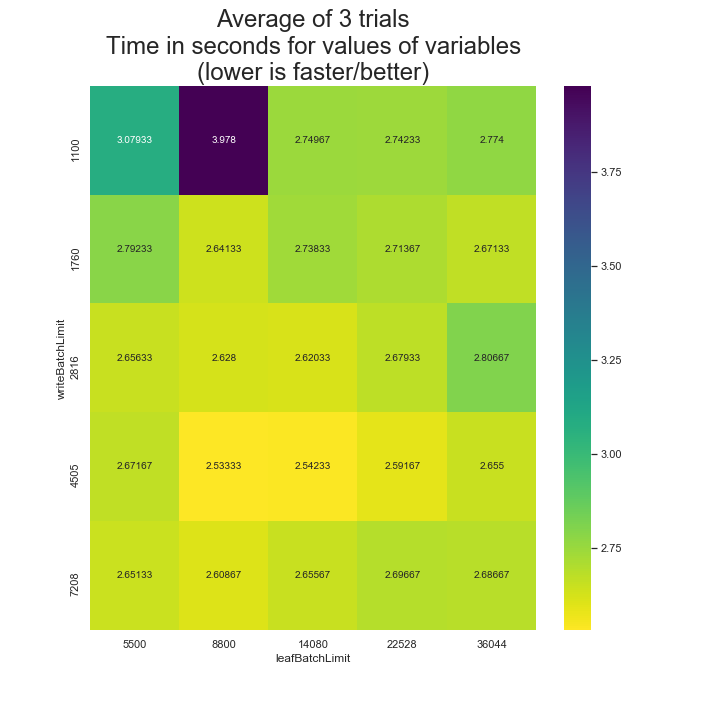 Average of 3 trials
Time in seconds for values of variables
(lower is faster/better)
writeBatchLimit
1100
3.07933 3.978 2.74967 2.74233 2.774
1760
2.79233 2.64133 2.73833 2.71367 2.67133
2816
2.65633 2.628 2.62033 2.67933 2.80667
4505
2.67167 2.53333 2.54233 2.59167 2.655
7208
2.65133 2.60867 2.65567 2.69667 2.68667
5500 8800 14080 22528 36044
leafBatchLimit
3.75
3.50
3.25
3.00
2.75